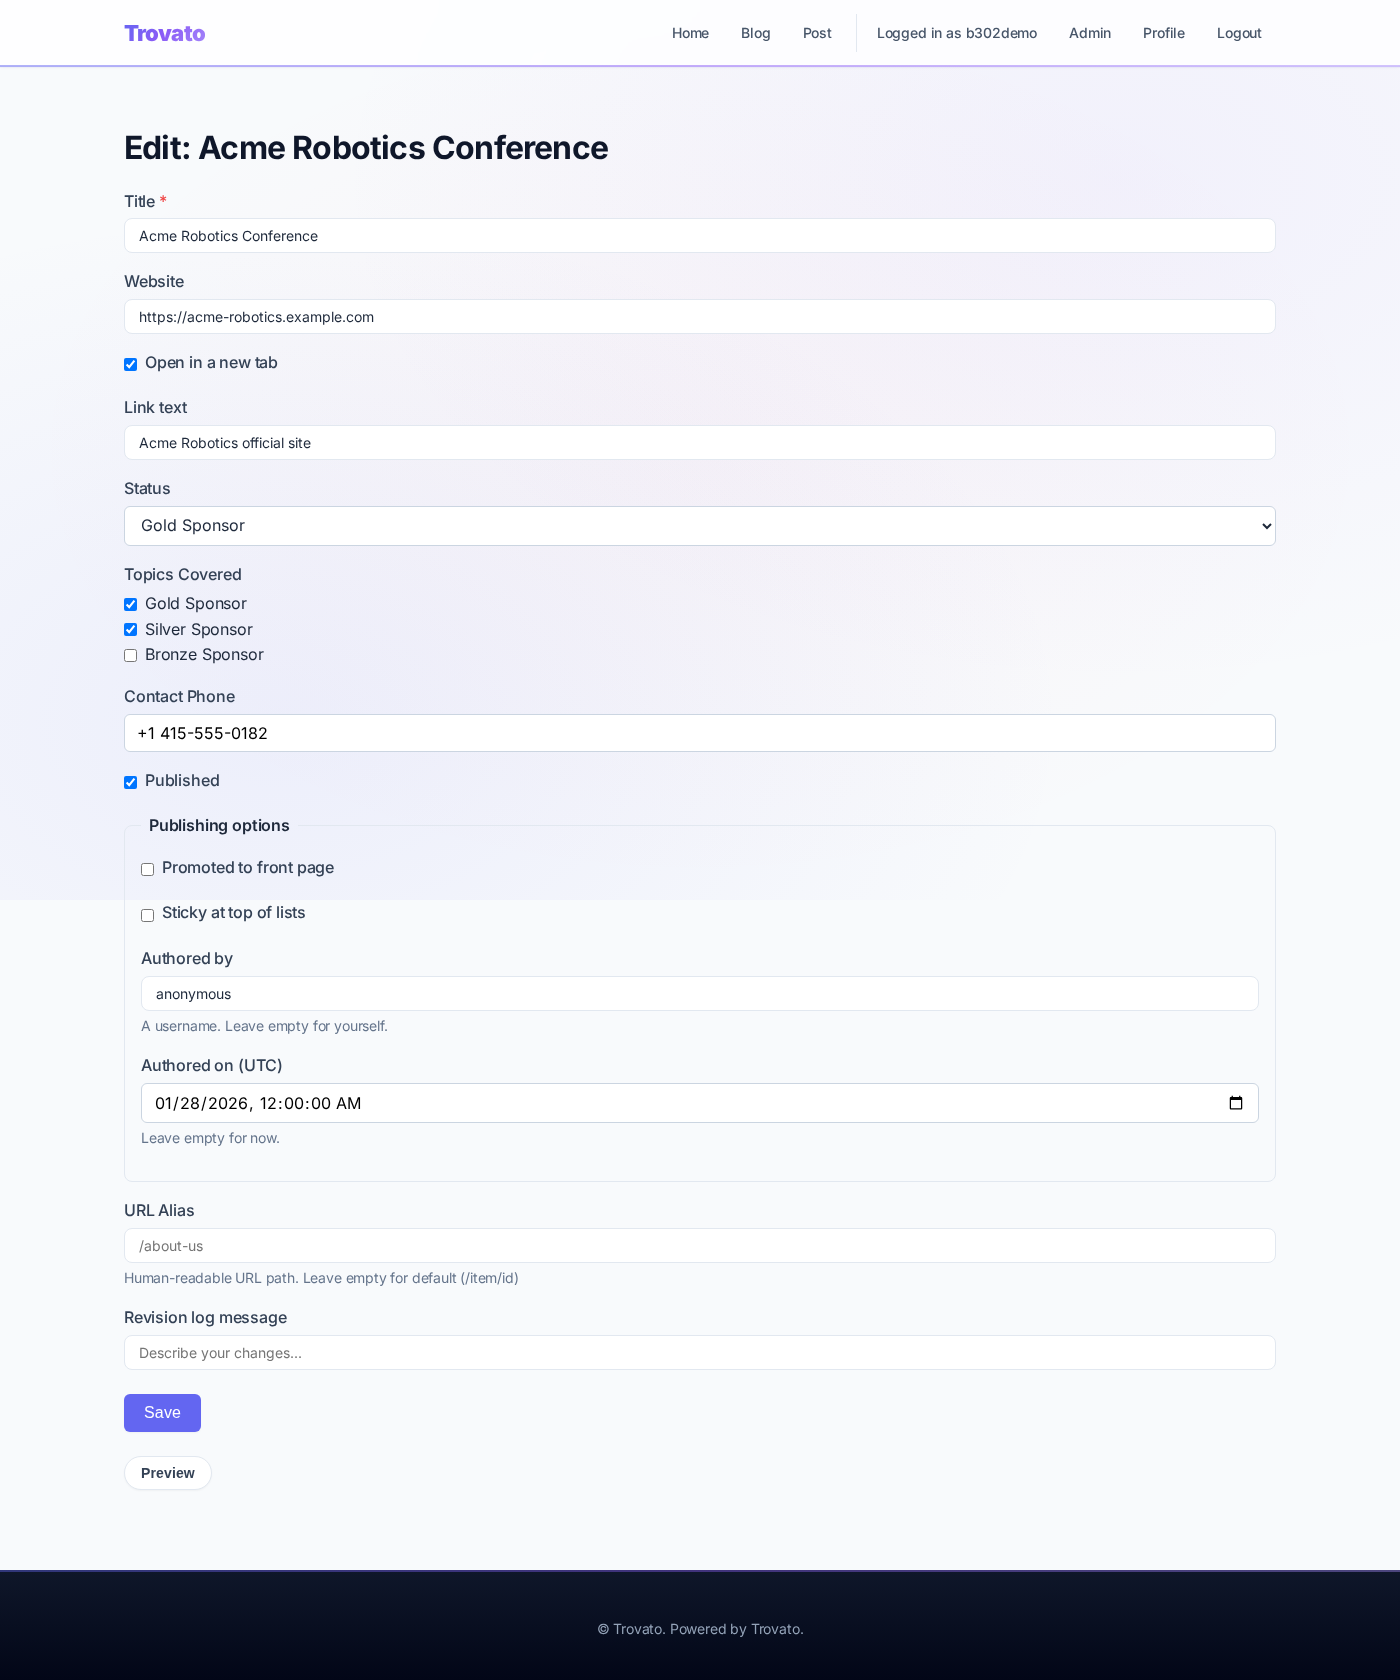 Trovato
Home Blog Post Logged in as b302demo Admin Profile Logout
Edit: Acme Robotics Conference
Title *
Acme Robotics Conference
Website
https://acme-robotics.example.com
Open in a new tab
Link text
Acme Robotics official site
Status
Gold Sponsor
Topics Covered
Gold Sponsor
Silver Sponsor
Bronze Sponsor
Contact Phone
+1 415-555-0182
Published
Publishing options
Promoted to front page
Sticky at top of lists
Authored by
anonymous
A username. Leave empty for yourself.
Authored on (UTC)
01/28/2026, 12:00:00 AM
Leave empty for now.
URL Alias
/about-us
Human-readable URL path. Leave empty for default (/item/id)
Revision log message
Describe your changes...
Save
Preview
© Trovato. Powered by Trovato.